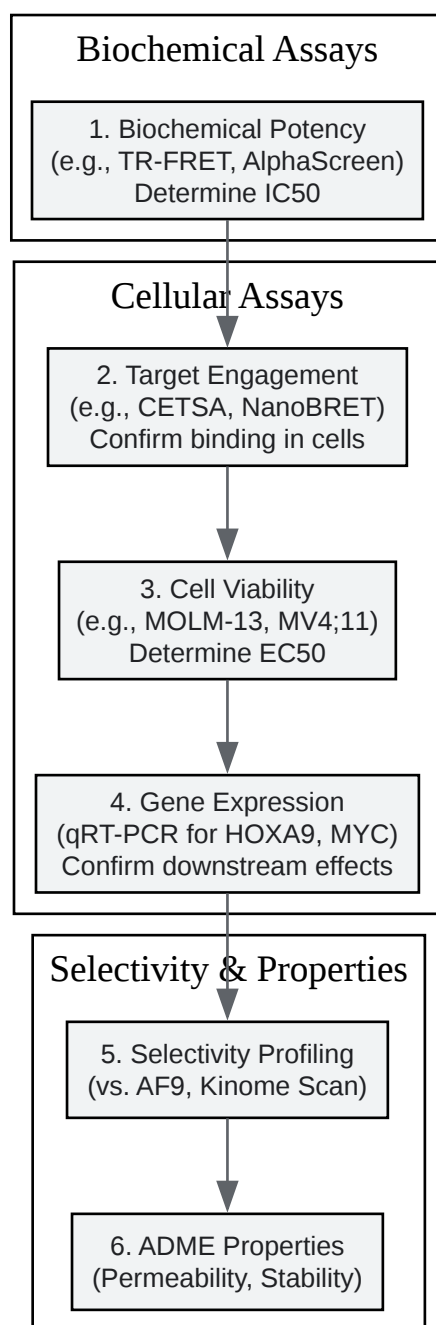 Biochemical Assays
1. Biochemical Potency
(e.g., TR-FRET, AlphaScreen)
Determine IC50
Cellular Assays
2. Target Engagement
(e.g., CETSA, NanoBRET)
Confirm binding in cells
3. Cell Viability
(e.g., MOLM-13, MV4;11)
Determine EC50
4. Gene Expression
(qRT-PCR for HOXA9, MYC)
Confirm downstream effects
Selectivity & Properties
5. Selectivity Profiling
(vs. AF9, Kinome Scan)
6. ADME Properties
(Permeability, Stability)